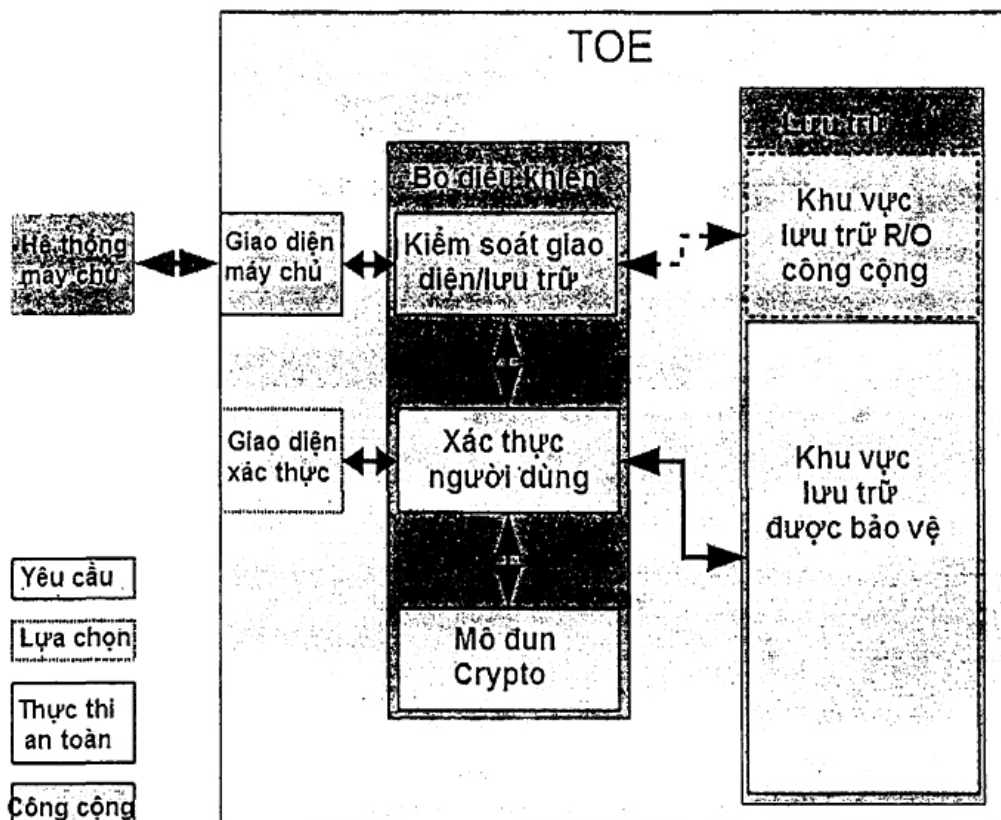 TOE
Lưu trữ
Bộ điều khiển
Khu vực
lưu trữ R/O
công cộng
Hệ thống
máy chủ
Giao diện
máy chủ
Kiểm soát giao
diện/lưu trữ
Giao diện
xác thực
Xác thực
người dùng
Khu vực
lưu trữ
được bảo vệ
Mô đun
Crypto
Yêu cầu
Lựa chọn
Thực thi
an toàn
Công cộng